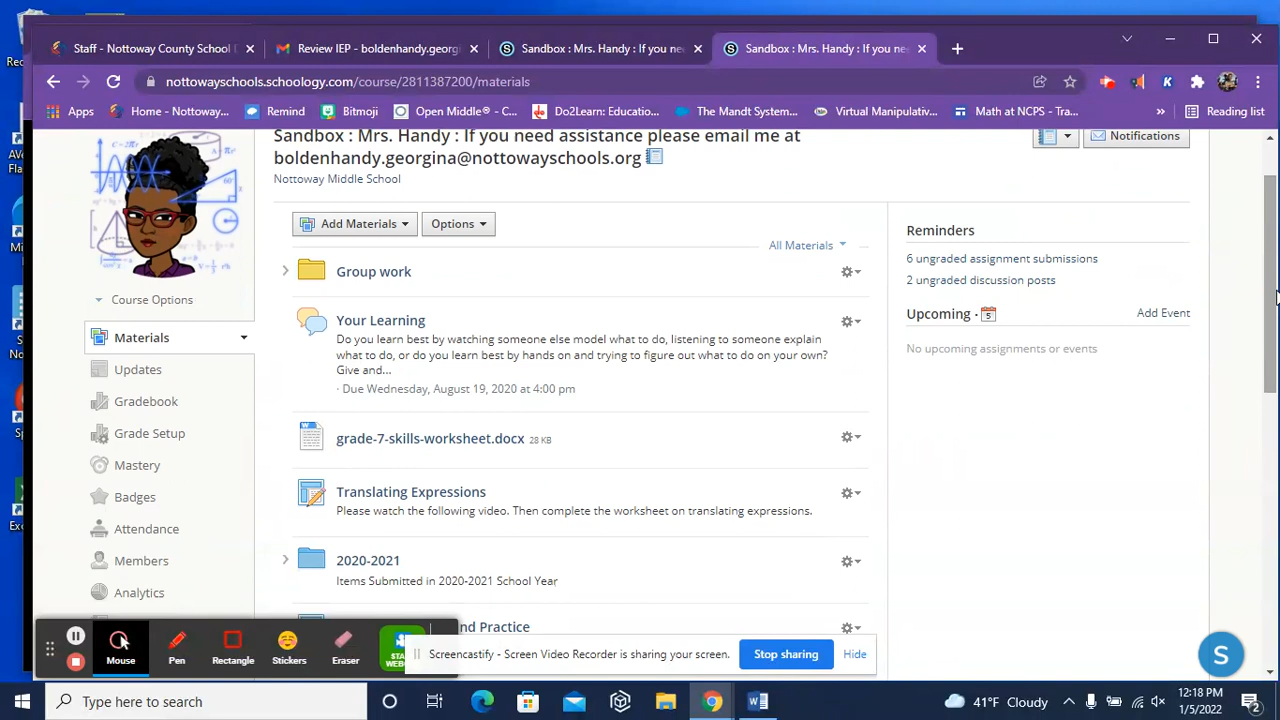 Staff - Nottoway County School
Review IEP - boldenhandy.georgi
Sandbox : Mrs. Handy : If you need
Sandbox : Mrs. Handy : If you nee
nottowayschools.schoology.com/course/2811387200/materials
Apps
Home - Nottoway...
Remind
Bitmoji
Open Middle® - C...
Do2Learn: Educatio...
The Mandt System...
Virtual Manipulativ...
Math at NCPS - Tra...
»
Reading list
Sandbox : Mrs. Handy : If you need assistance please email me at
boldenhandy.georgina@nottowayschools.org
Nottoway Middle School
Notifications
Add Materials
Options
All Materials
Group work
Your Learning
Do you learn best by watching someone else model what to do, listening to someone explain
what to do, or do you learn best by hands on and trying to figure out what to do on your own?
Give and...
· Due Wednesday, August 19, 2020 at 4:00 pm
grade-7-skills-worksheet.docx 28 KB
Translating Expressions
Please watch the following video. Then complete the worksheet on translating expressions.
2020-2021
Items Submitted in 2020-2021 School Year
nd Practice
Course Options
Materials
Updates
Gradebook
Grade Setup
Mastery
Badges
Attendance
Members
Analytics
Reminders
6 ungraded assignment submissions
2 ungraded discussion posts
Upcoming · 5
Add Event
No upcoming assignments or events
Mouse
Pen
Rectangle
Stickers
Eraser
Screencastify - Screen Video Recorder is sharing your screen.
Stop sharing
Hide
S
Type here to search
41°F Cloudy
12:18 PM
1/5/2022
2